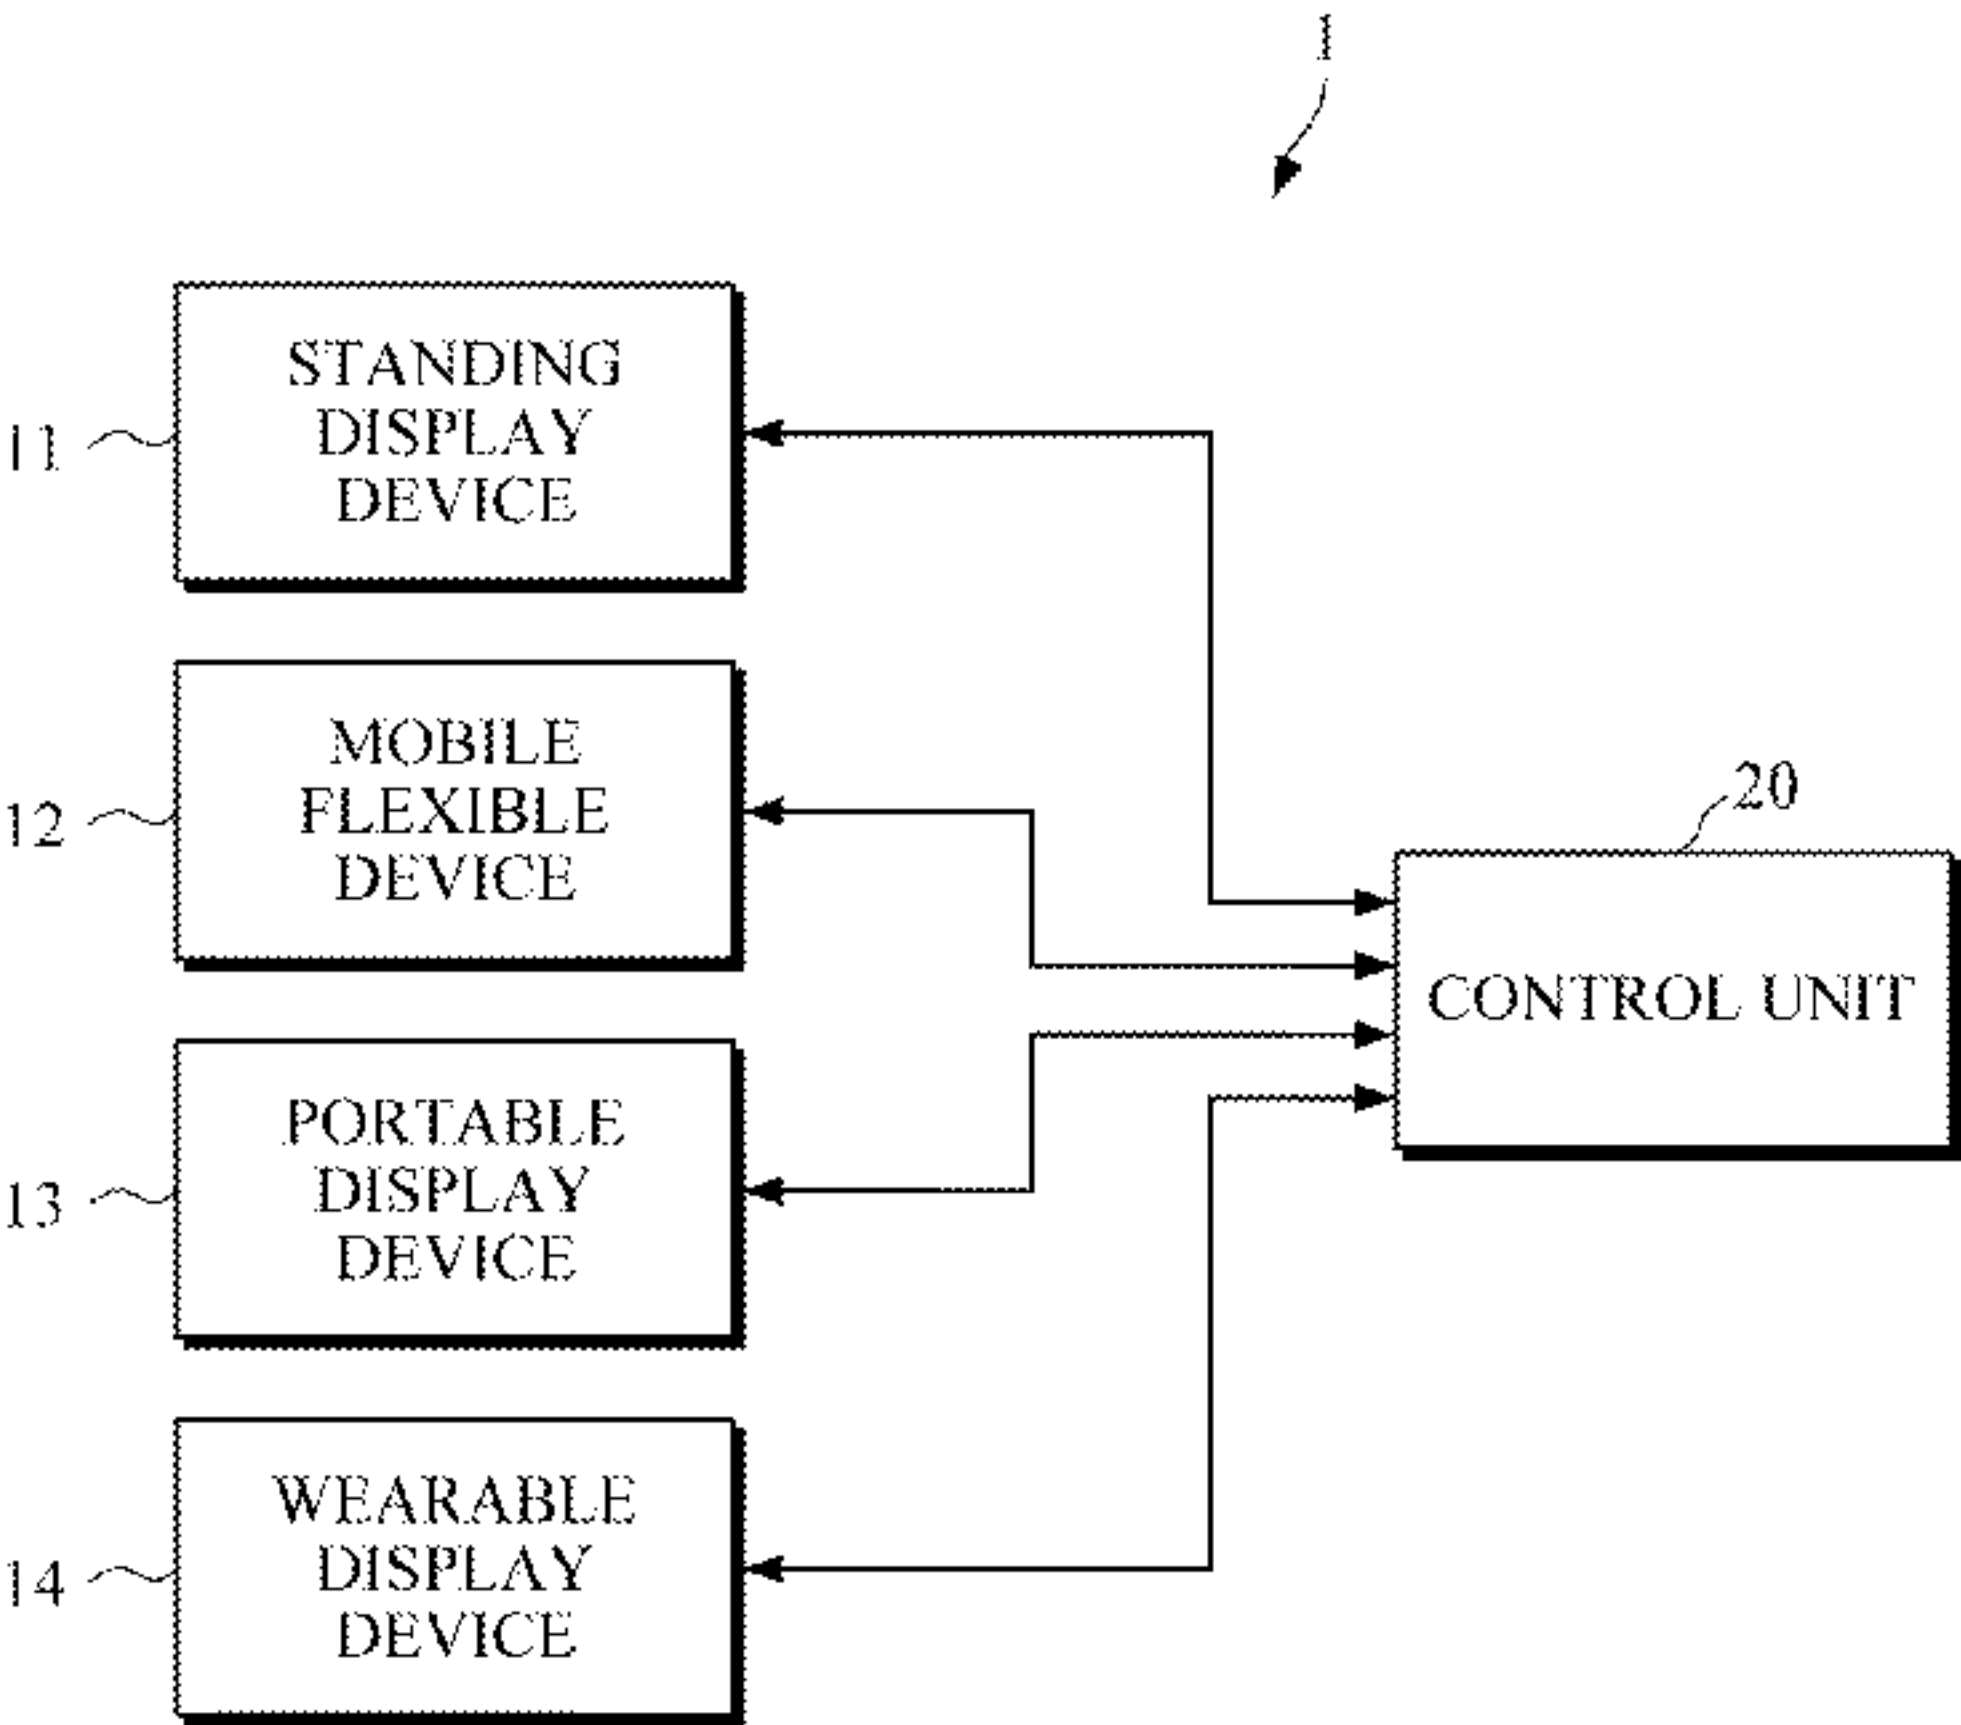 1
11
STANDING
DISPLAY
DEVICE
12
MOBILE
FLEXIBLE
DEVICE
20
CONTROL UNIT
13
PORTABLE
DISPLAY
DEVICE
14
WEARABLE
DISPLAY
DEVICE